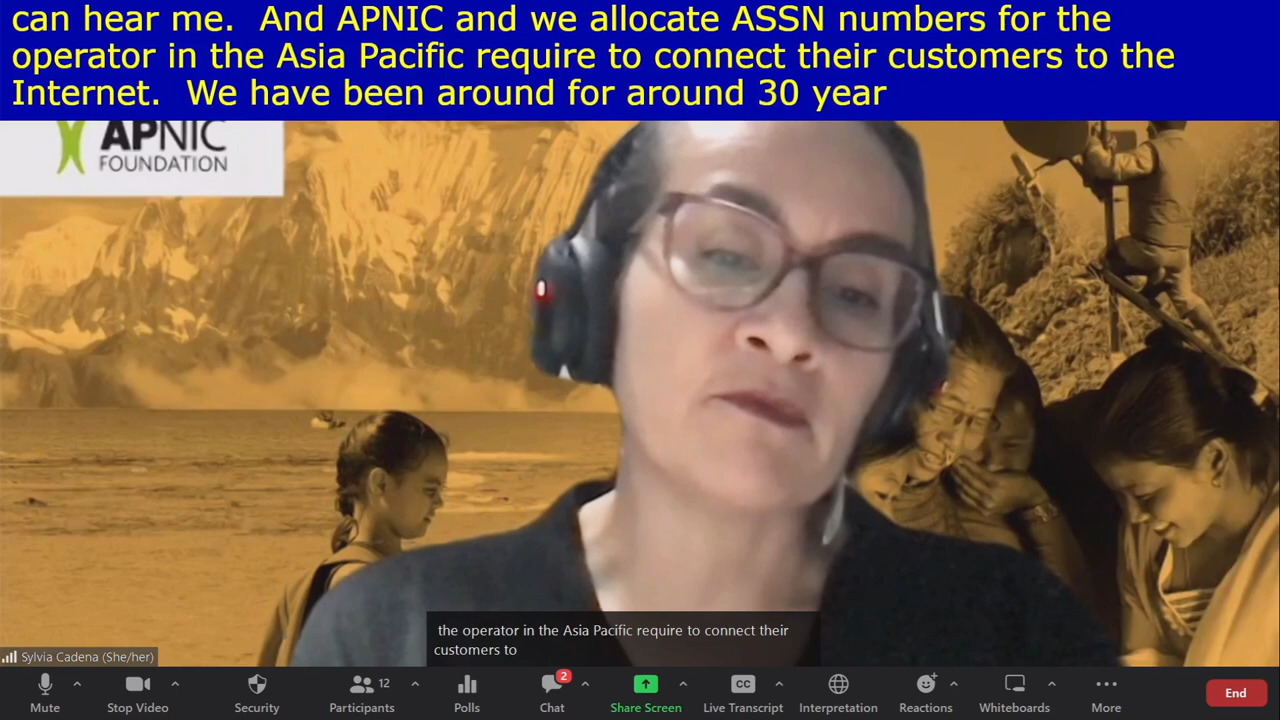 can hear me.  And APNIC and we allocate ASSN numbers for the
operator in the Asia Pacific require to connect their customers to the
Internet.  We have been around for around 30 year
APNIC
FOUNDATION
the operator in the Asia Pacific require to connect their
customers to
Sylvia Cadena (She/her)
12
2
CC
Mute
Stop Video
Security
Participants
Polls
Chat
Share Screen
Live Transcript
Interpretation
Reactions
Whiteboards
More
End